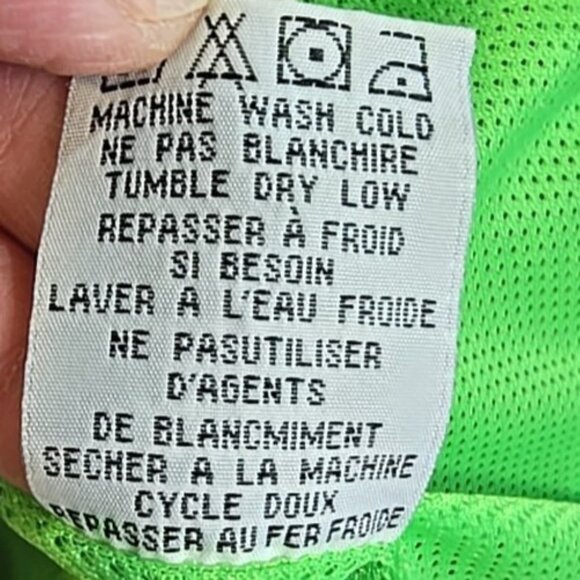 MACHINE WASH COLD
NE PAS BLANCHIRE
TUMBLE DRY LOW
REPASSER À FROID
SI BESOIN
LAVER A L'EAU FROIDE
NE PASUTILISER
D'AGENTS
DE BLANCMIMENT
SECHER A LA MACHINE
CYCLE DOUX
REPASSER AU FER FROIDE